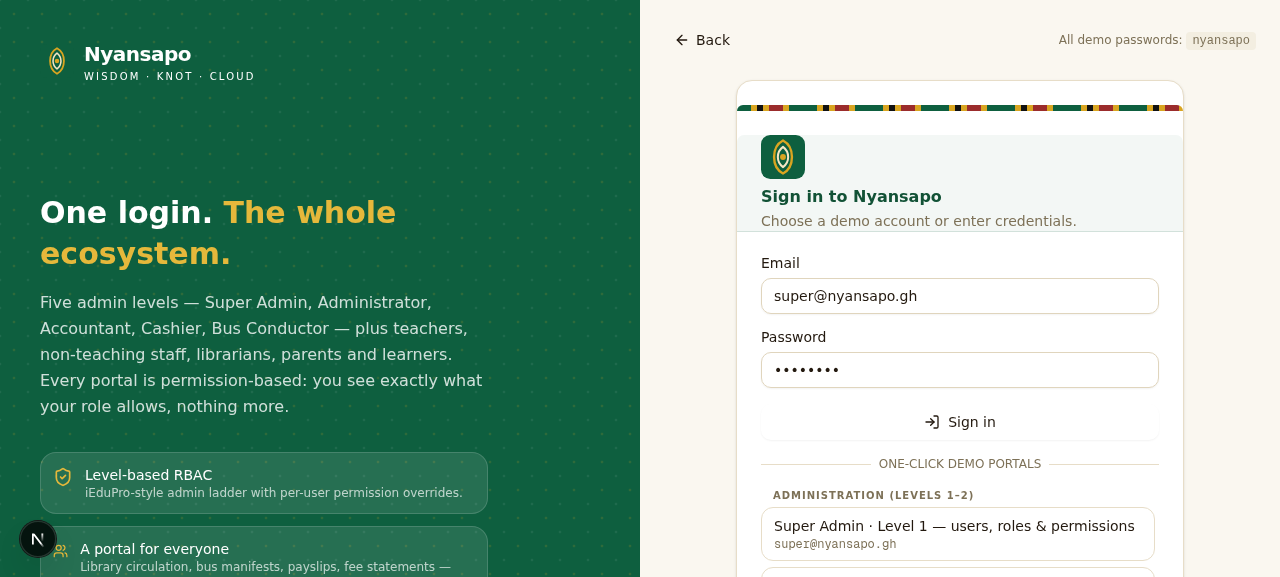 Nyansapo
WISDOM · KNOT · CLOUD
One login. The whole
ecosystem.
Five admin levels — Super Admin, Administrator,
Accountant, Cashier, Bus Conductor — plus teachers,
non-teaching staff, librarians, parents and learners.
Every portal is permission-based: you see exactly what
your role allows, nothing more.
Level-based RBAC
iEduPro-style admin ladder with per-user permission overrides.
A portal for everyone
Library circulation, bus manifests, payslips, fee statements —
N
Back
All demo passwords: nyansapo
Sign in to Nyansapo
Choose a demo account or enter credentials.
Email
super@nyansapo.gh
Password
••••••••
Sign in
ONE-CLICK DEMO PORTALS
ADMINISTRATION (LEVELS 1–2)
Super Admin · Level 1 — users, roles & permissions
super@nyansapo.gh